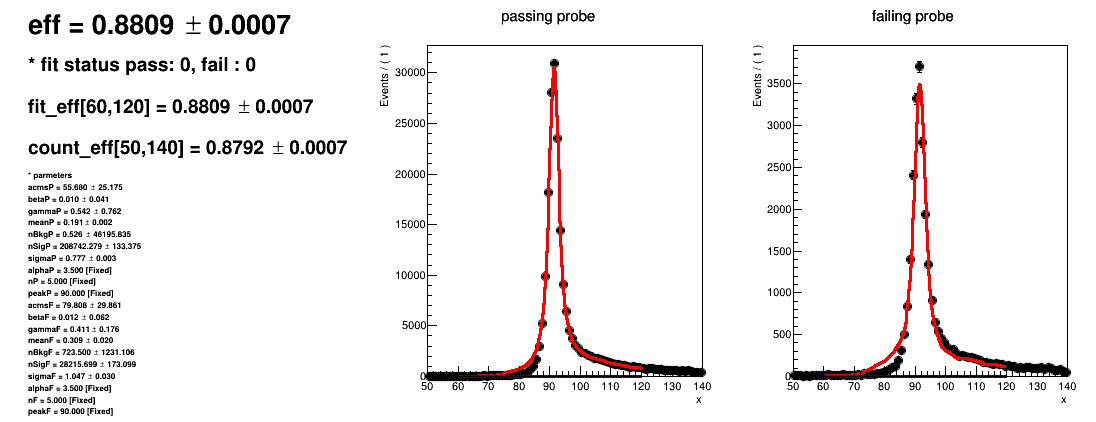 eff = 0.8809 ± 0.0007
* fit status pass: 0, fail : 0
fit_eff[60,120] = 0.8809 ± 0.0007
count_eff[50,140] = 0.8792 ± 0.0007
* parmeters
acmsP = 55.680 ± 25.175
betaP = 0.010 ± 0.041
gammaP = 0.542 ± 0.762
meanP = 0.191 ± 0.002
nBkgP = 0.526 ± 46195.835
nSigP = 208742.279 ± 133.375
sigmaP = 0.777 ± 0.003
alphaP = 3.500 [Fixed]
nP = 5.000 [Fixed]
peakP = 90.000 [Fixed]
acmsF = 79.808 ± 29.861
betaF = 0.012 ± 0.062
gammaF = 0.411 ± 0.176
meanF = 0.309 ± 0.020
nBkgF = 723.500 ± 1231.106
nSigF = 28215.699 ± 173.099
sigmaF = 1.047 ± 0.030
alphaF = 3.500 [Fixed]
nF = 5.000 [Fixed]
peakF = 90.000 [Fixed]
passing probe
Events / ( 1 )
30000
25000
20000
15000
10000
5000
0
50 60 70 80 90 100 110 120 130 140
x
failing probe
Events / ( 1 )
3500
3000
2500
2000
1500
1000
500
0
50 60 70 80 90 100 110 120 130 140
x